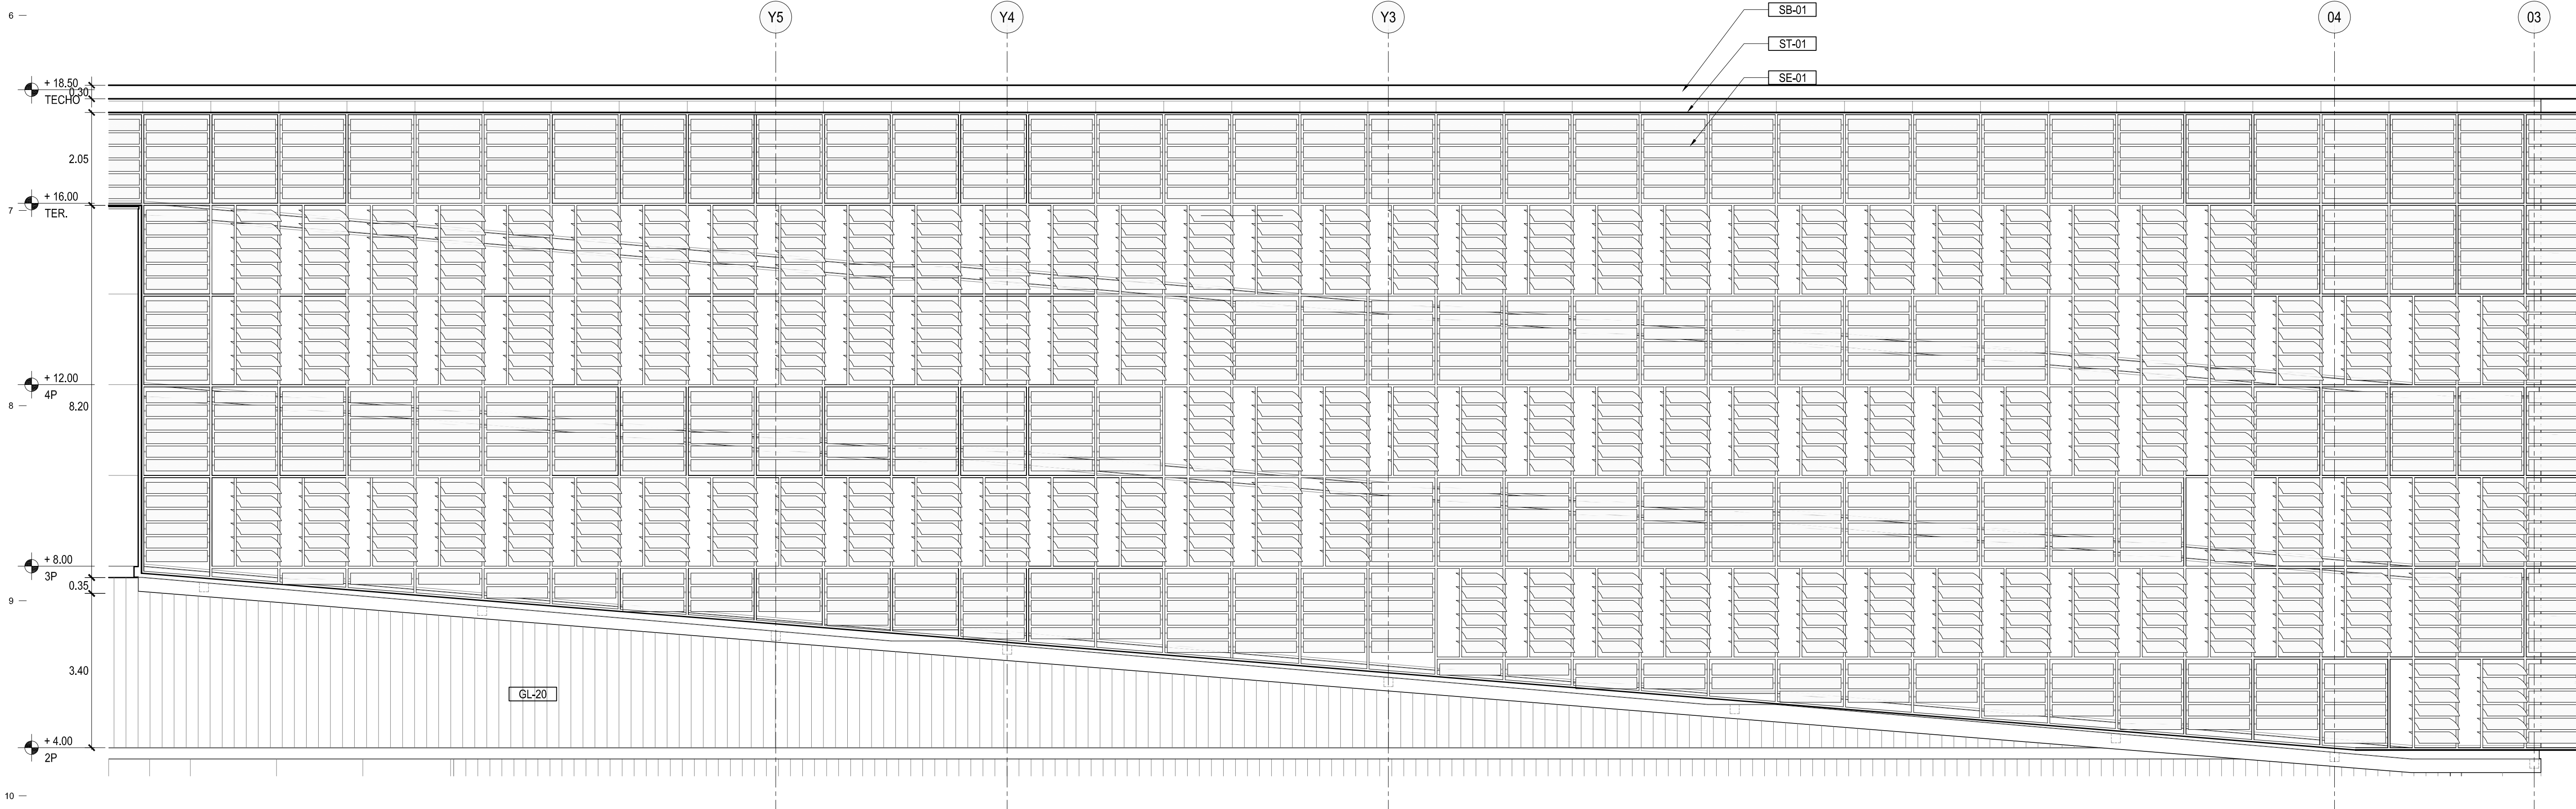 6
Y5
Y4
Y3
04
03
SB-01
ST-01
SE-01
+ 18.50
0.30
TECHO
2.05
+ 16.00
7
TER.
+ 12.00
4P
8
8.20
+ 8.00
3P
0.35
9
3.40
GL-20
+ 4.00
2P
10